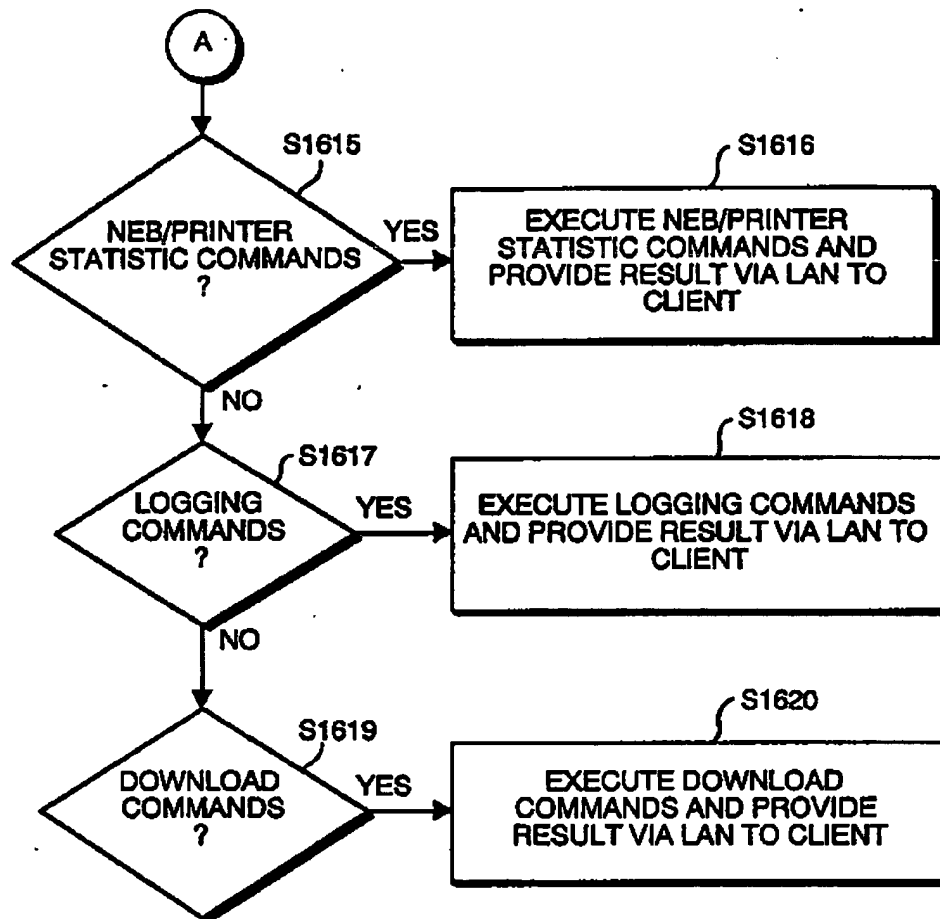 A
S1615
NEB/PRINTER
STATISTIC COMMANDS
?
YES
S1616
EXECUTE NEB/PRINTER
STATISTIC COMMANDS AND
PROVIDE RESULT VIA LAN TO
CLIENT
NO
S1617
LOGGING
COMMANDS
?
YES
S1618
EXECUTE LOGGING COMMANDS
AND PROVIDE RESULT VIA LAN TO
CLIENT
NO
S1619
DOWNLOAD
COMMANDS
?
YES
S1620
EXECUTE DOWNLOAD
COMMANDS AND PROVIDE
RESULT VIA LAN TO CLIENT